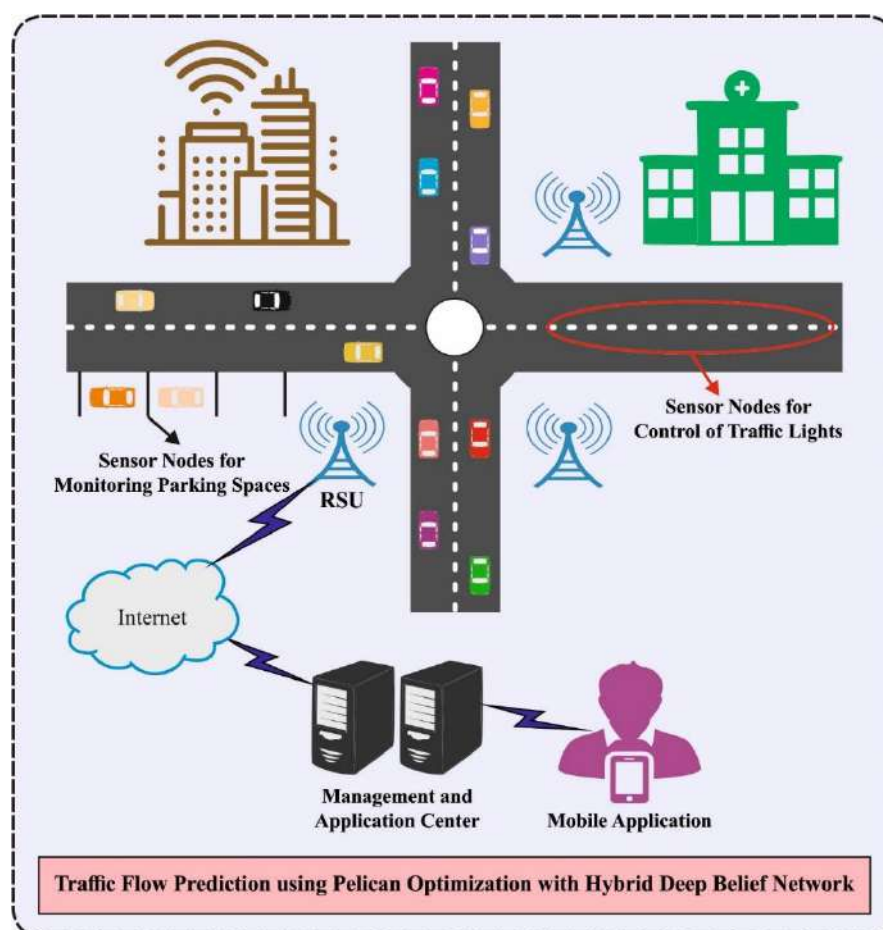 Sensor Nodes for
Control of Traffic Lights
Sensor Nodes for
Monitoring Parking Spaces
RSU
Internet
Management and
Application Center
Mobile Application
Traffic Flow Prediction using Pelican Optimization with Hybrid Deep Belief Network